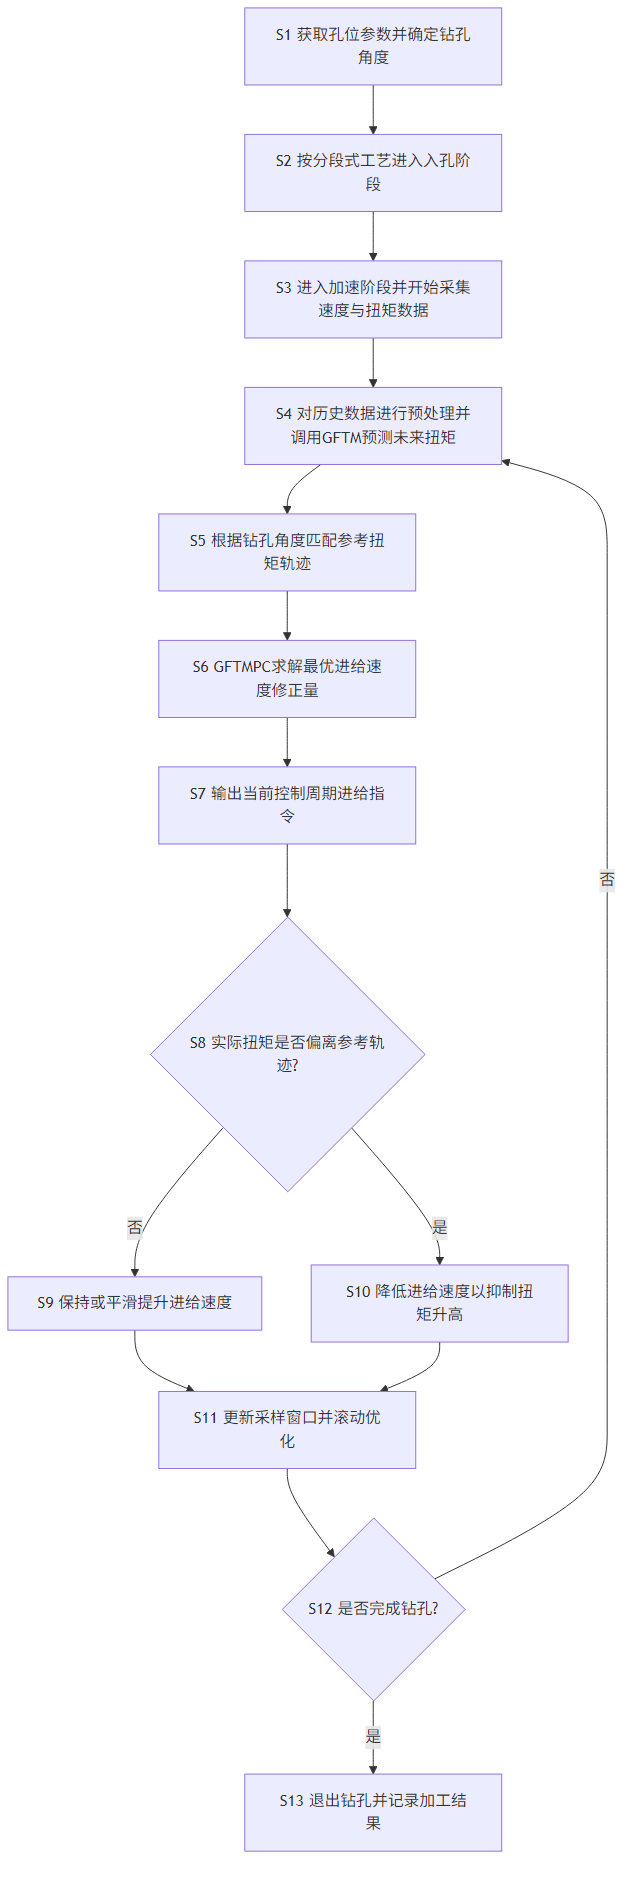 S1 获取孔位参数并确定钻孔
角度
S2 按分段式工艺进入入孔阶
段
S3 进入加速阶段并开始采集
速度与扭矩数据
S4 对历史数据进行预处理并
调用GFTM预测未来扭矩
S5 根据钻孔角度匹配参考扭
矩轨迹
S6 GFTMPC求解最优进给速
度修正量
S7 输出当前控制周期进给指
令
否
S8 实际扭矩是否偏离参考轨
迹?
否
是
S9 保持或平滑提升进给速度
S10 降低进给速度以抑制扭
矩升高
S11 更新采样窗口并滚动优
化
S12 是否完成钻孔?
是
S13 退出钻孔并记录加工结
果